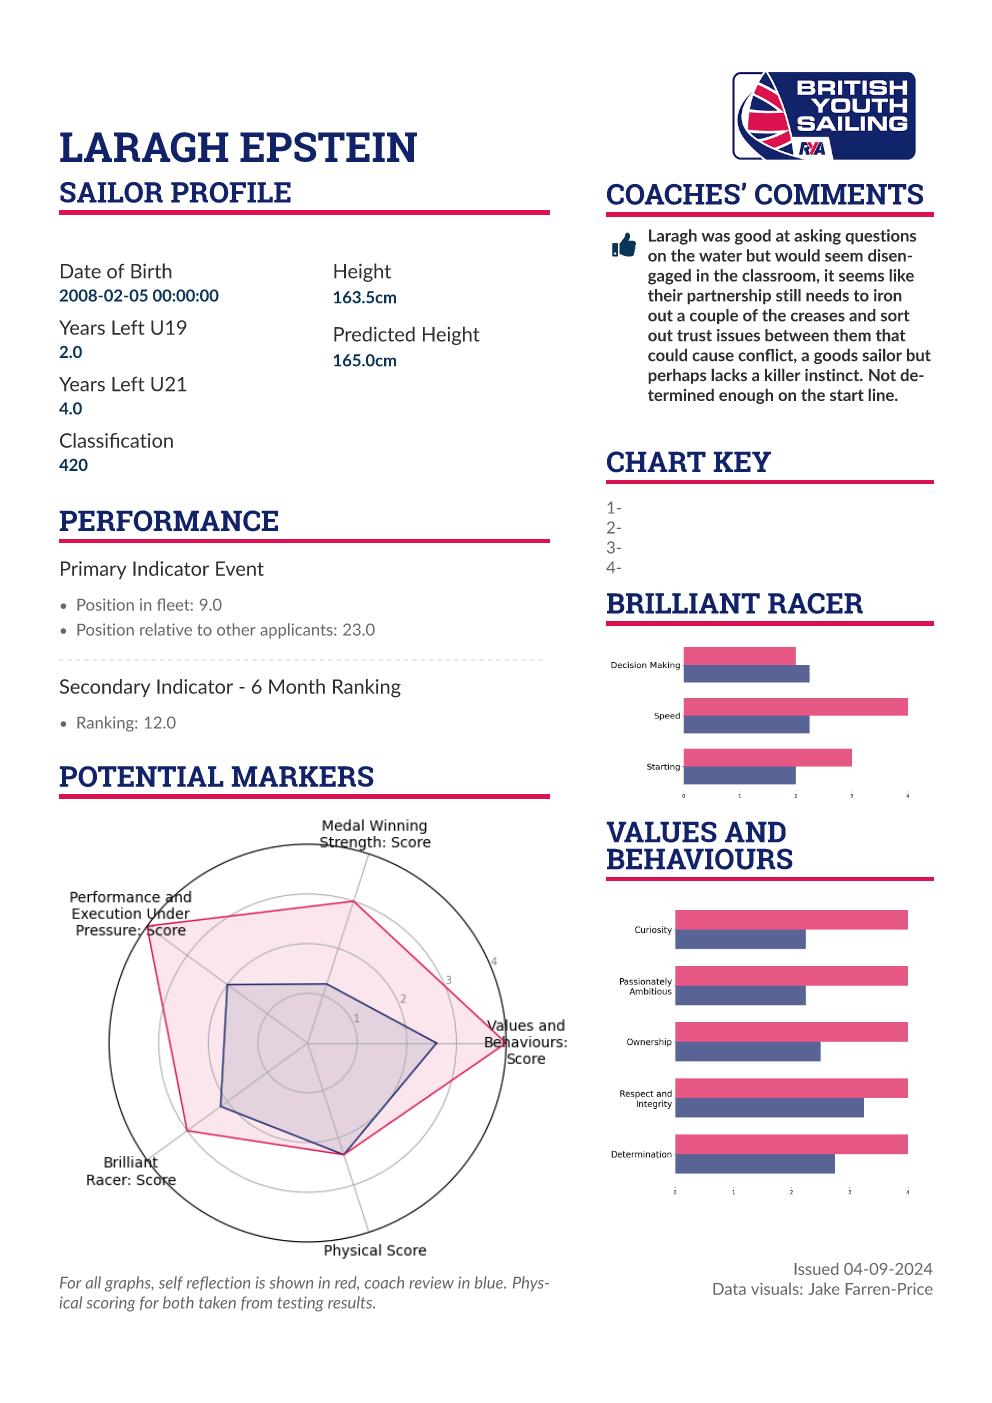 BRITISH
YOUTH
SAILING
RYA
LARAGH EPSTEIN
SAILOR PROFILE
Date of Birth
2008-02-05 00:00:00
Years Left U19
2.0
Years Left U21
4.0
Classification
420
Height
163.5cm
Predicted Height
165.0cm
PERFORMANCE
Primary Indicator Event
• Position in fleet: 9.0
• Position relative to other applicants: 23.0
Secondary Indicator - 6 Month Ranking
• Ranking: 12.0
POTENTIAL MARKERS
Medal Winning
Strength: Score
Performance and
Execution Under
Pressure: Score
4
3
2
1
Values and
Behaviours:
Score
Brilliant
Racer: Score
Physical Score
For all graphs, self reflection is shown in red, coach review in blue. Phys-
ical scoring for both taken from testing results.
COACHES’ COMMENTS
Laragh was good at asking questions
on the water but would seem disen-
gaged in the classroom, it seems like
their partnership still needs to iron
out a couple of the creases and sort
out trust issues between them that
could cause conflict, a goods sailor but
perhaps lacks a killer instinct. Not de-
termined enough on the start line.
CHART KEY
1-
2-
3-
4-
BRILLIANT RACER
Decision Making
Speed
Starting
0 1 2 3 4
VALUES AND
BEHAVIOURS
Curiosity
Passionately
Ambitious
Ownership
Respect and
Integrity
Determination
0 1 2 3 4
Issued 04-09-2024
Data visuals: Jake Farren-Price